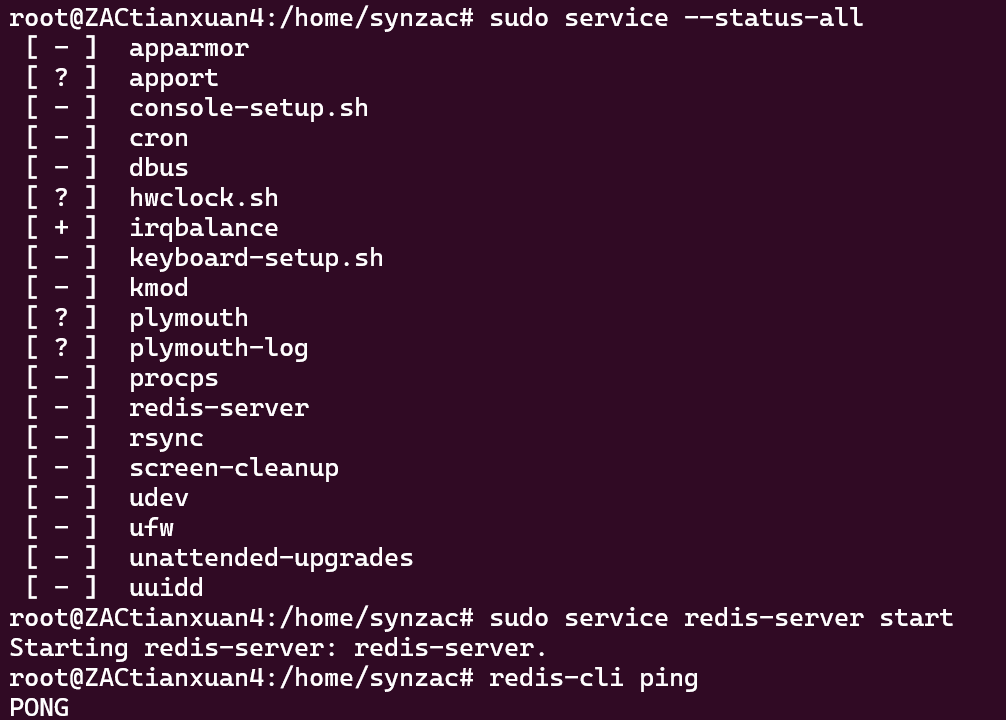 root@ZACtianxuan4:/home/synzac# sudo service --status-all
 [ - ]  apparmor
 [ ? ]  apport
 [ - ]  console-setup.sh
 [ - ]  cron
 [ - ]  dbus
 [ ? ]  hwclock.sh
 [ + ]  irqbalance
 [ - ]  keyboard-setup.sh
 [ - ]  kmod
 [ ? ]  plymouth
 [ ? ]  plymouth-log
 [ - ]  procps
 [ - ]  redis-server
 [ - ]  rsync
 [ - ]  screen-cleanup
 [ - ]  udev
 [ - ]  ufw
 [ - ]  unattended-upgrades
 [ - ]  uuidd
root@ZACtianxuan4:/home/synzac# sudo service redis-server start
Starting redis-server: redis-server.
root@ZACtianxuan4:/home/synzac# redis-cli ping
PONG